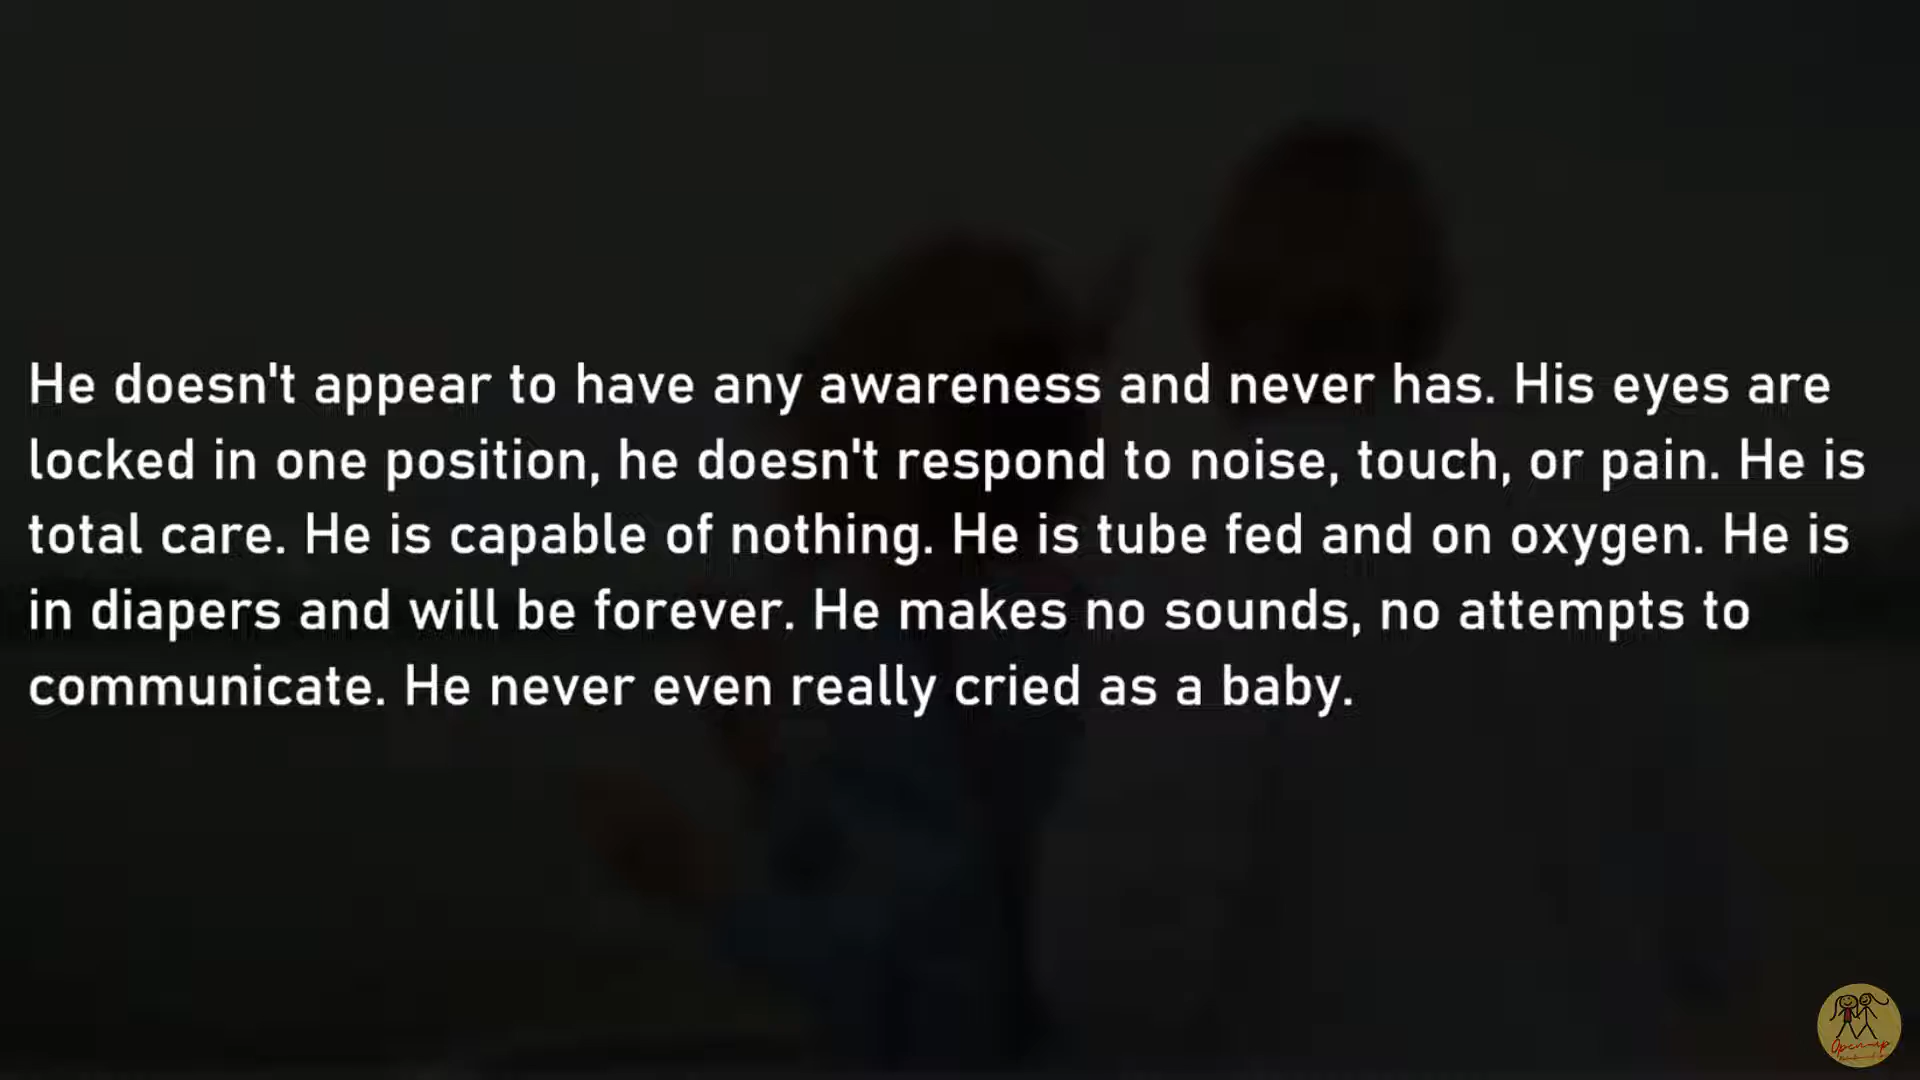 He doesn't appear to have any awareness and never has. His eyes are
locked in one position, he doesn't respond to noise, touch, or pain. He is
total care. He is capable of nothing. He is tube fed and on oxygen. He is
in diapers and will be forever. He makes no sounds, no attempts to
communicate. He never even really cried as a baby.
Open-up